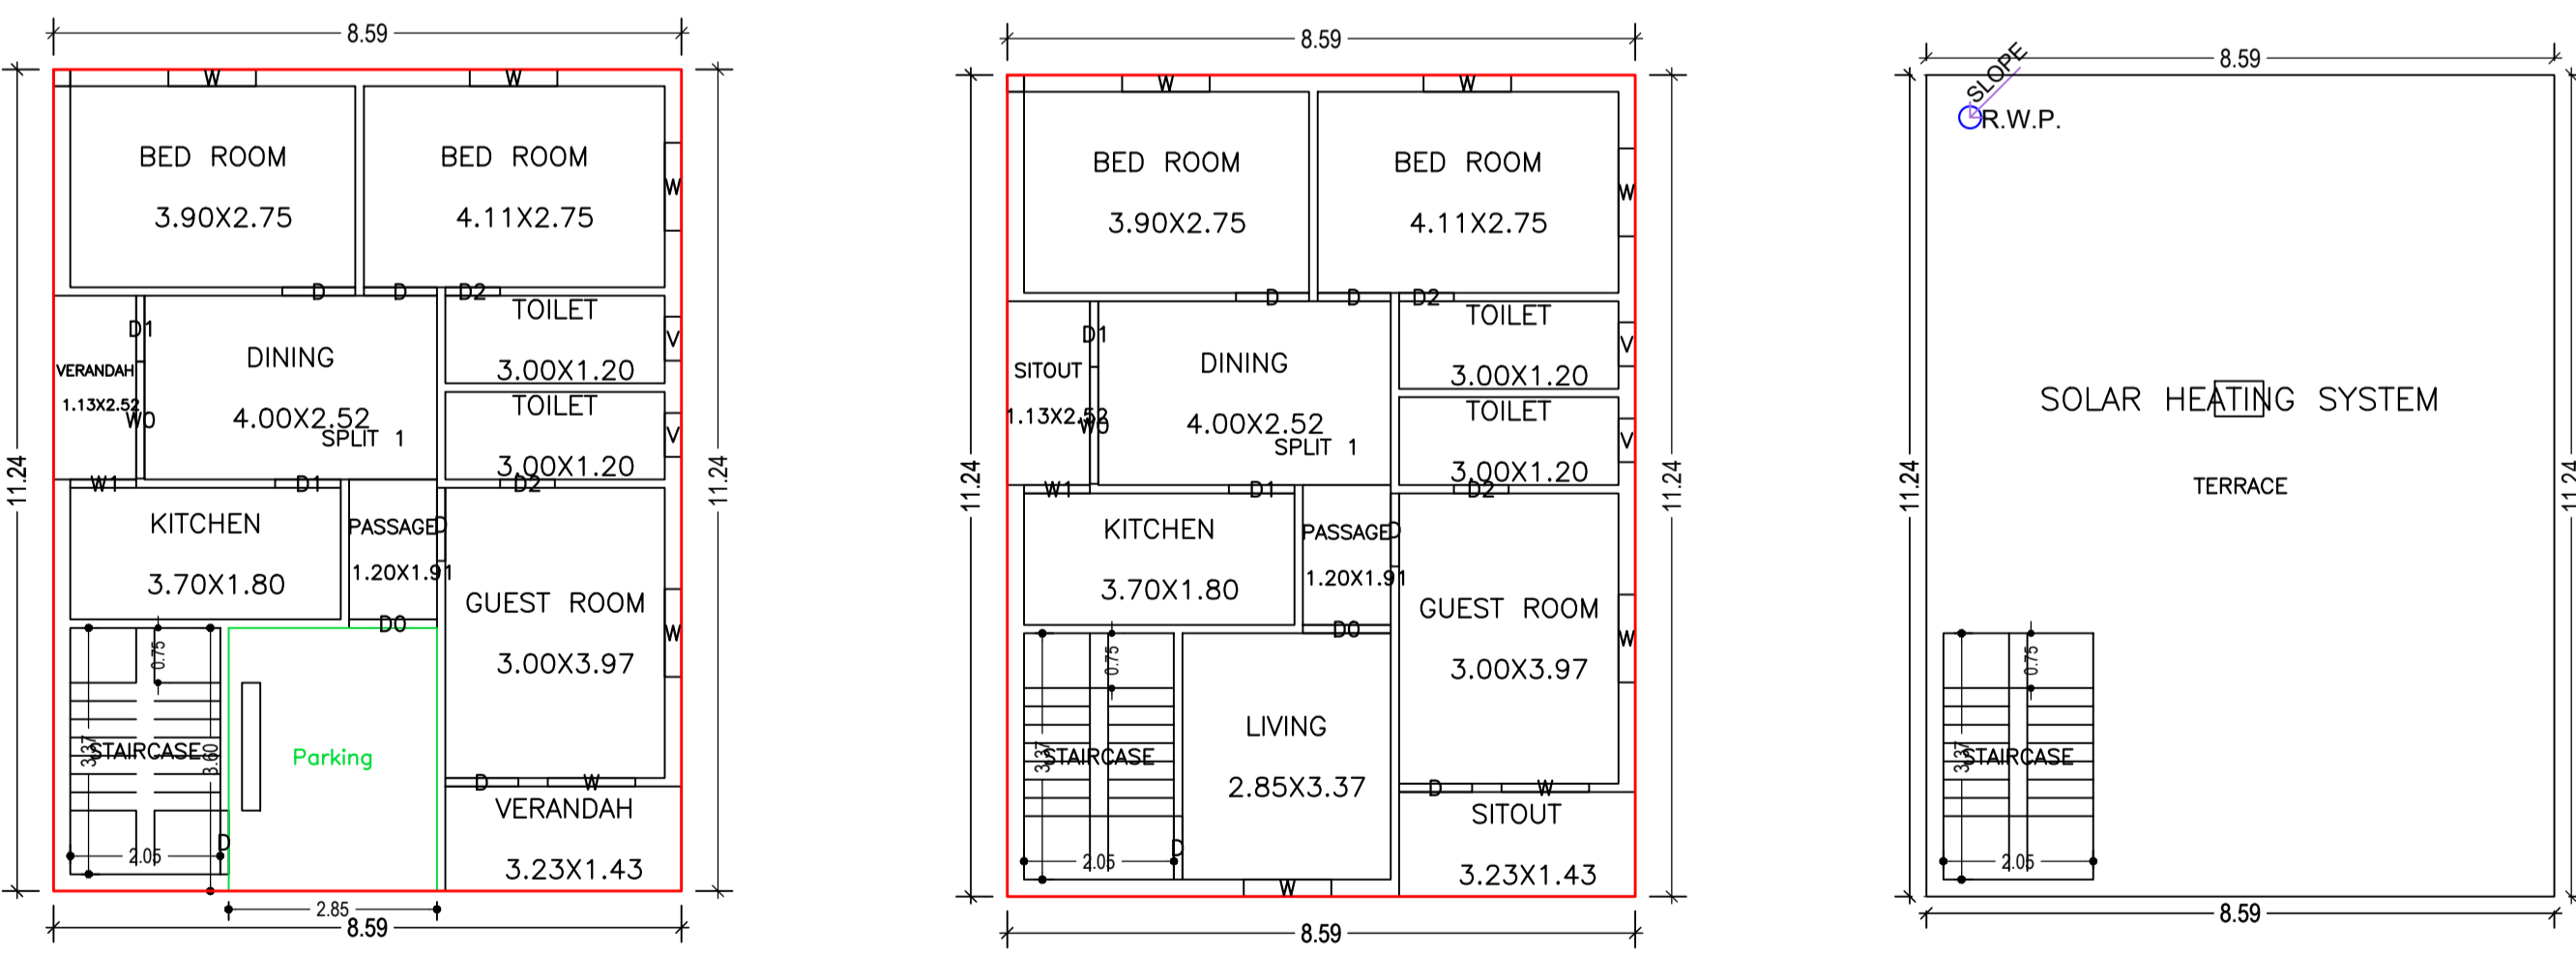 8.59
W
W
BED ROOM
3.90X2.75
BED ROOM
4.11X2.75
W
D
D
D2
TOILET
3.00X1.20
V
D1
VERANDAH
1.13X2.52
W0
DINING
4.00X2.52
SPLIT 1
TOILET
3.00X1.20
V
11.24
11.24
W1
D1
D2
KITCHEN
3.70X1.80
PASSAGE
1.20X1.91
D
D0
GUEST ROOM
3.00X3.97
W
0.75
3.37
STAIRCASE
3.60
Parking
D
W
VERANDAH
3.23X1.43
D
2.05
2.85
8.59
8.59
W
W
BED ROOM
3.90X2.75
BED ROOM
4.11X2.75
W
D
D
D2
TOILET
3.00X1.20
V
D1
SITOUT
1.13X2.52
W0
DINING
4.00X2.52
SPLIT 1
TOILET
3.00X1.20
V
11.24
11.24
W1
D1
D2
KITCHEN
3.70X1.80
PASSAGE
1.20X1.91
D
D0
GUEST ROOM
3.00X3.97
W
0.75
3.37
STAIRCASE
LIVING
2.85X3.37
D
W
SITOUT
3.23X1.43
D
2.05
W
8.59
8.59
SLOPE
R.W.P.
SOLAR HEATING SYSTEM
TERRACE
11.24
11.24
0.75
3.37
STAIRCASE
2.05
8.59